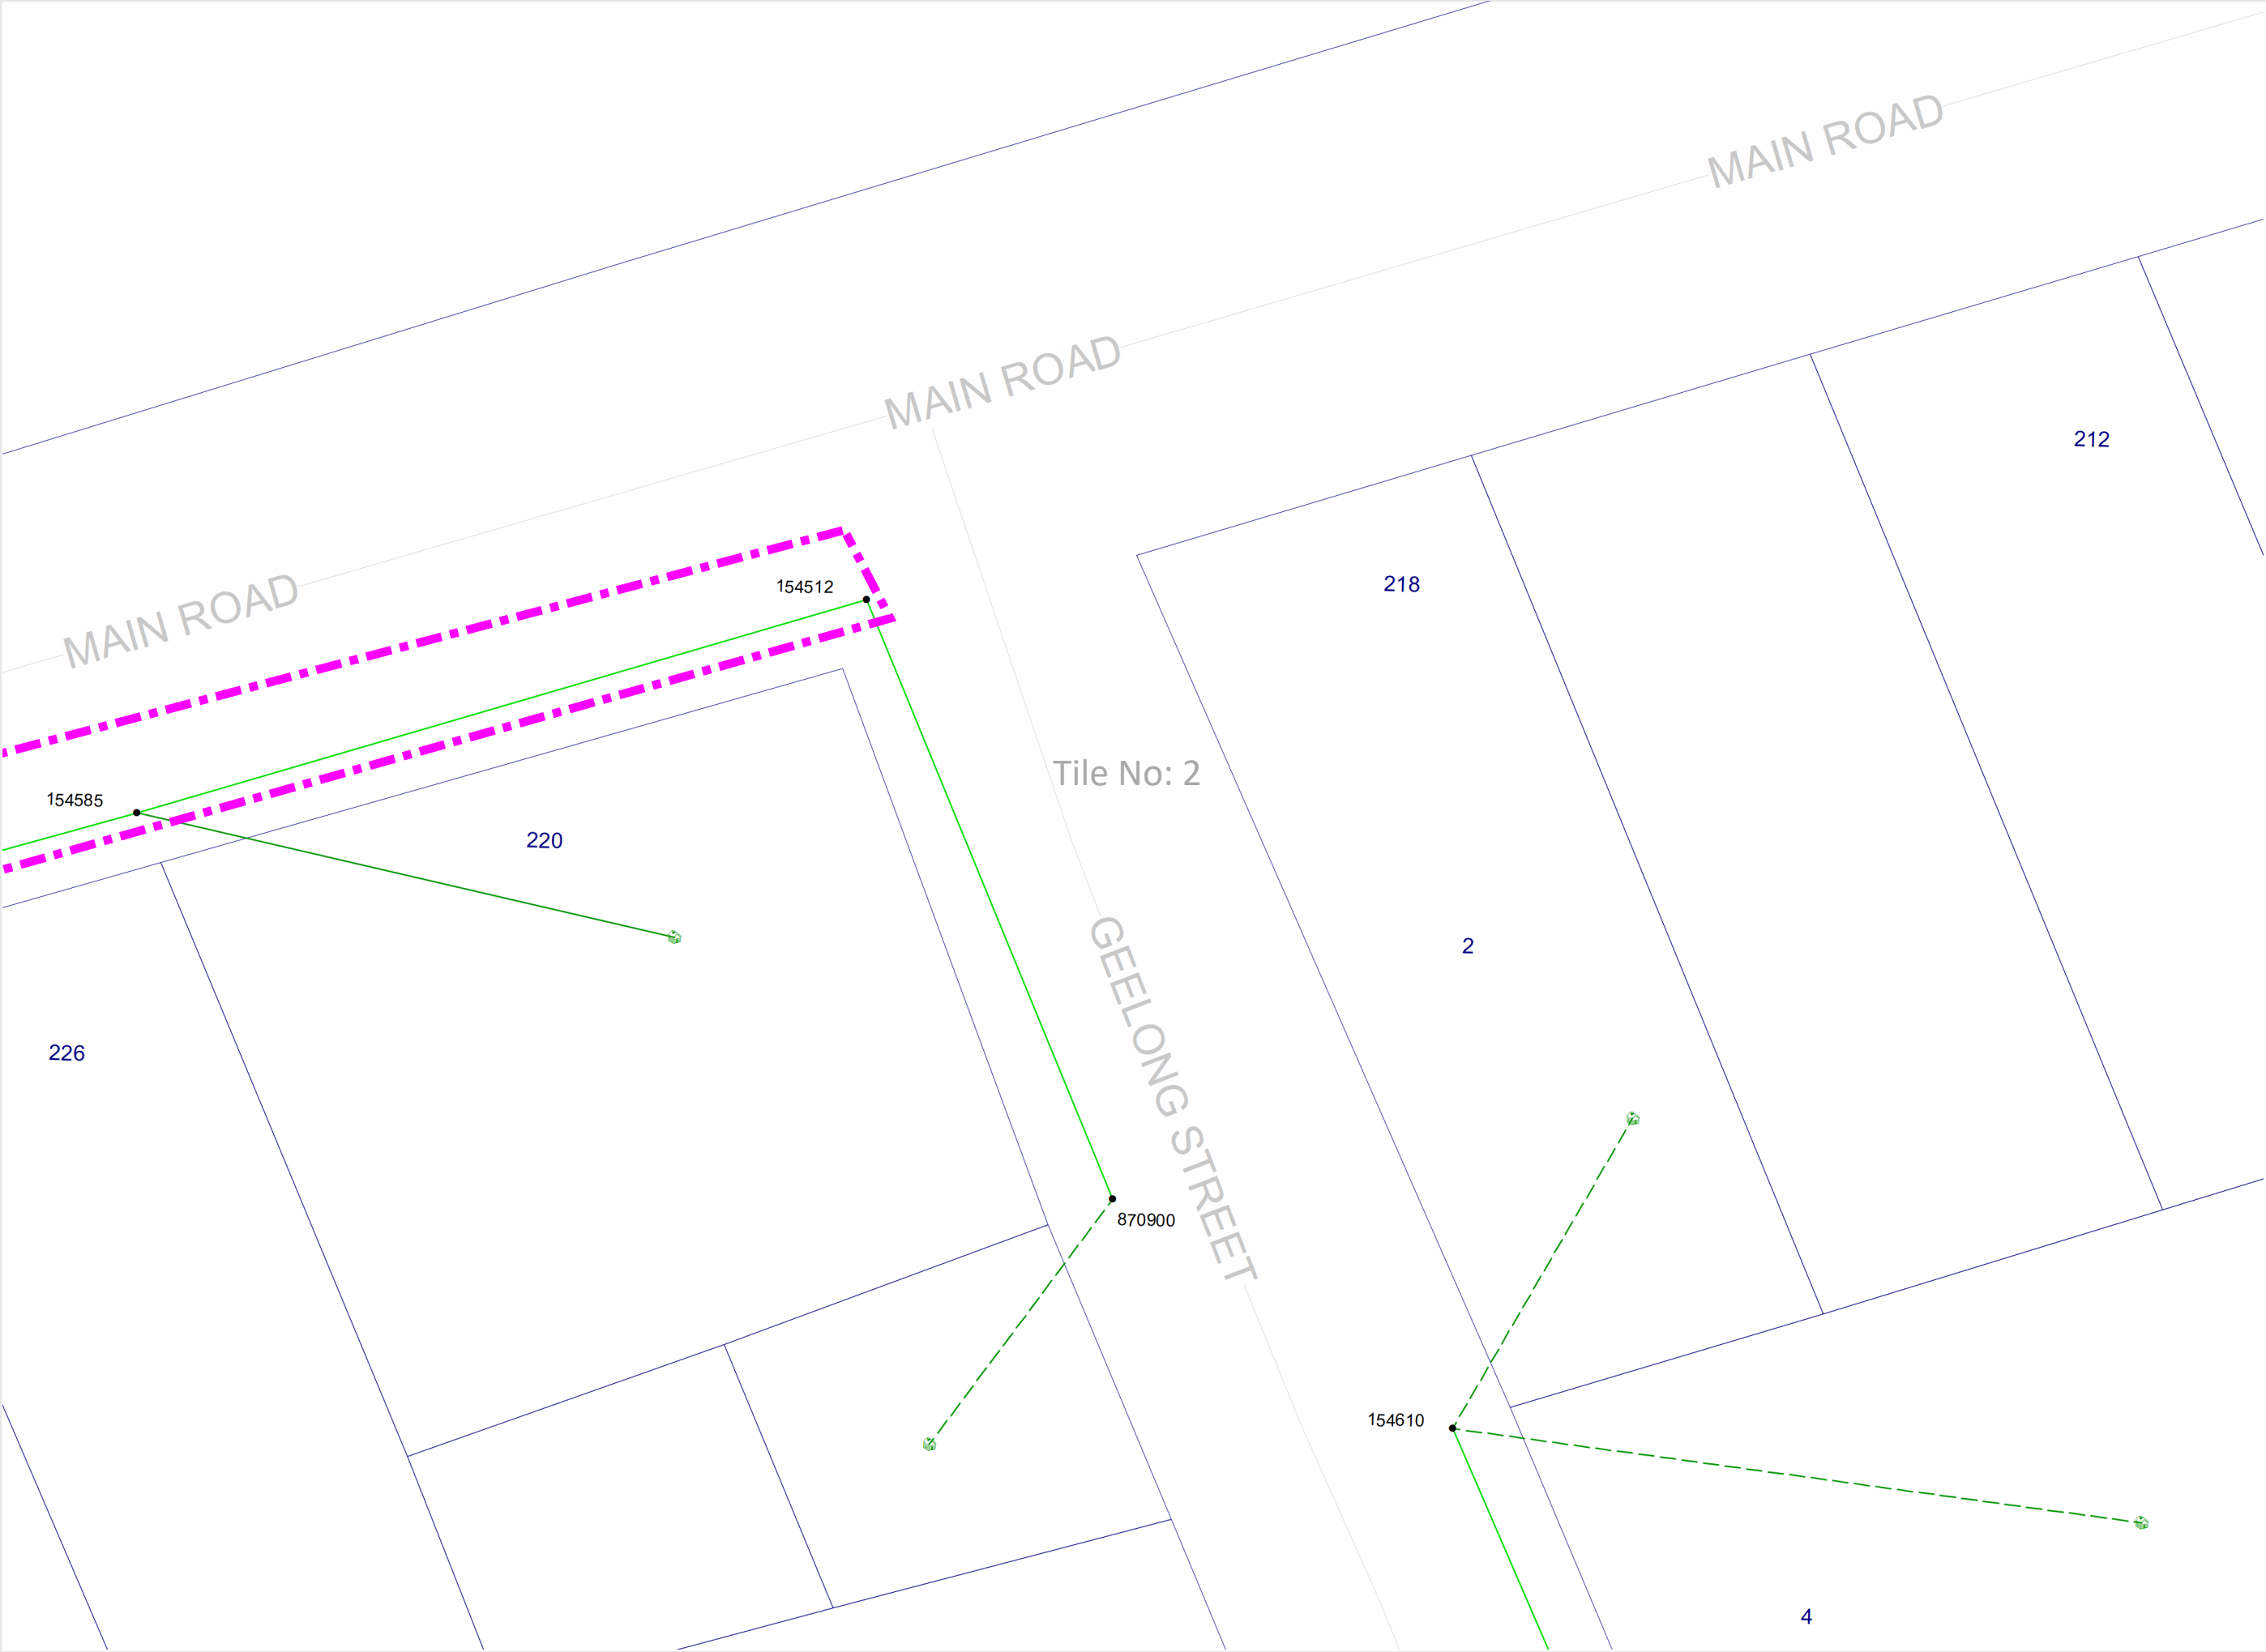 MAIN ROAD
MAIN ROAD
212
MAIN ROAD
154512
218
Tile No: 2
154585
220
2
226
GEELONG STREET
870900
154610
4